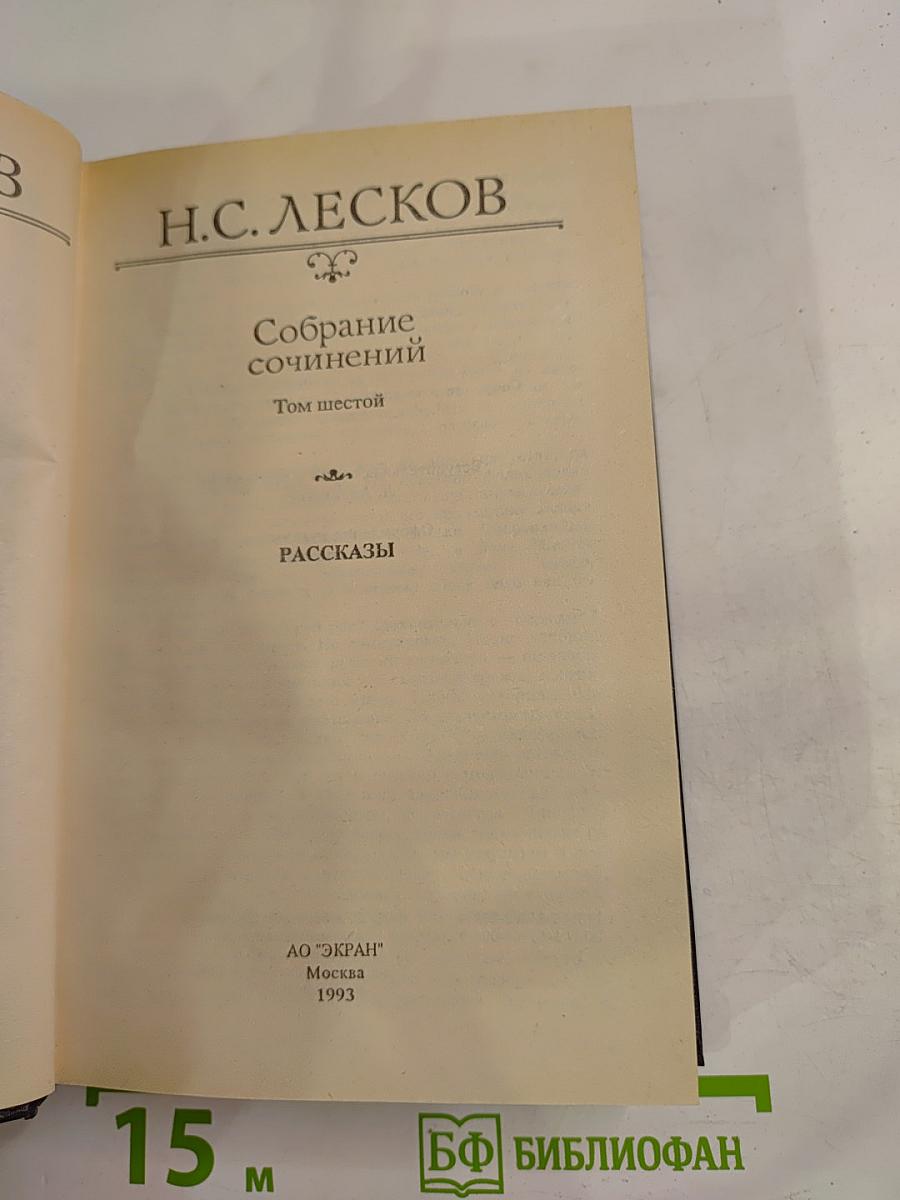 В
Н.С. ЛЕСКОВ
Собрание
сочинений
Том шестой
РАССКАЗЫ
АО "ЭКРАН"
Москва
1993
15 м
БФ БИБЛИОФАН